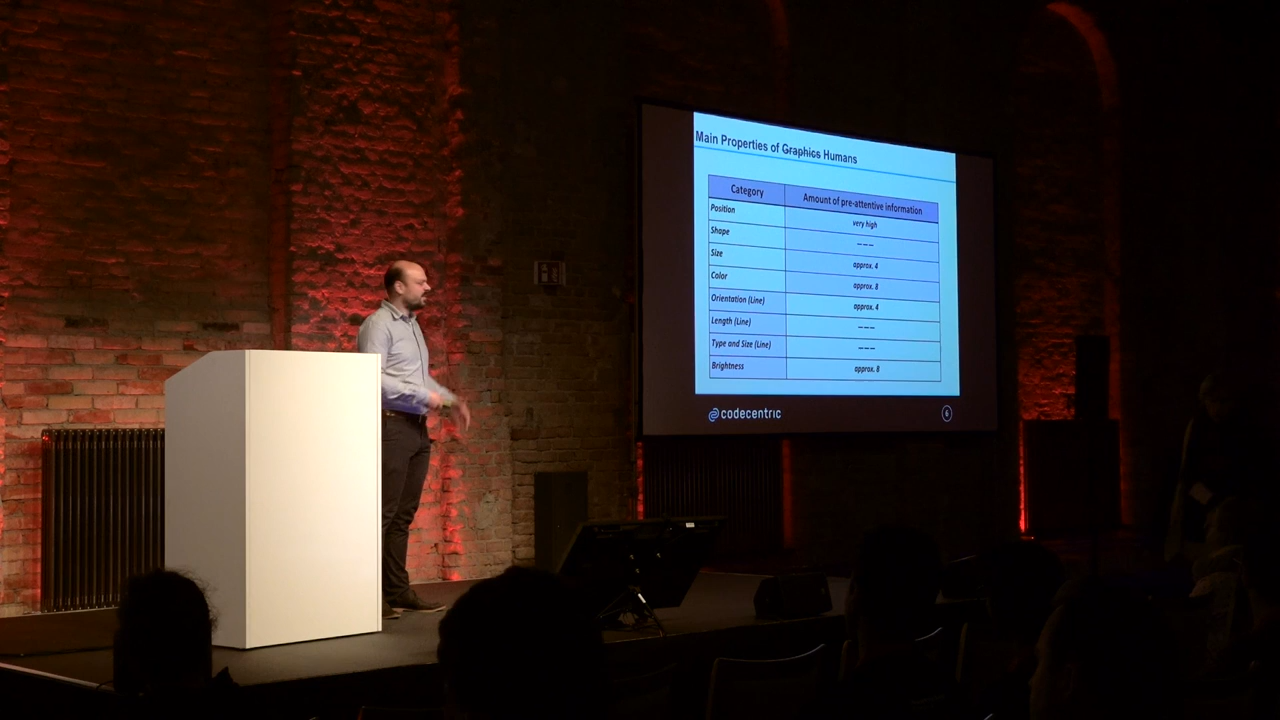 Main Properties of Graphics Humans
Category Amount of pre-attentive information
Position very high
Shape ---
Size approx. 4
Color approx. 8
Orientation (Line) approx. 4
Length (Line) ---
Type and Size (Line) ---
Brightness approx. 8
codecentric 6